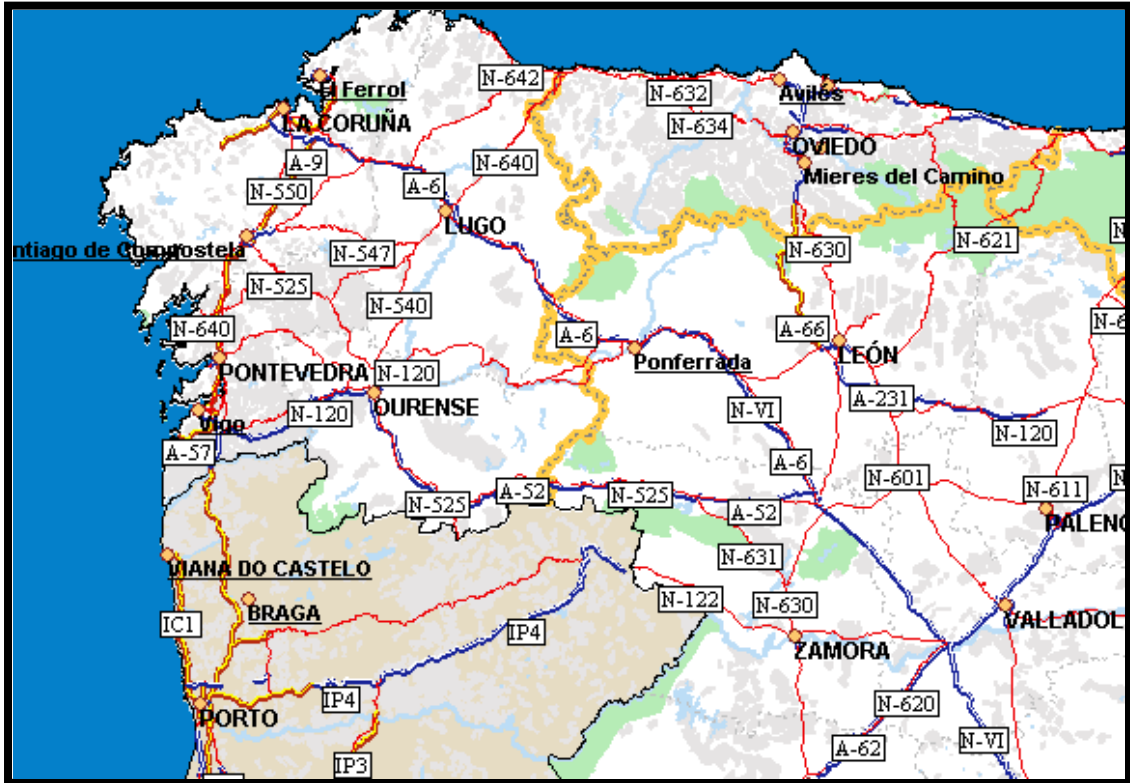 N-642
El Ferrol
N-632
Avilés
LA CORUÑA
N-634
OVIEDO
A-9
N-640
Mieres del Camino
A-6
N-550
LUGO
ntiago de Compostela
N-547
N-630
N-621
N-525
N-540
N-640
A-6
A-66
LEÓN
Ponferrada
PONTEVEDRA
N-120
A-231
OURENSE
N-VI
Vigo
N-120
N-120
A-57
A-6
N-601
N-525
A-52
N-525
N-611
A-52
PALENC
N-631
VIANA DO CASTELO
BRAGA
N-122
N-630
VALLADOL
IC1
IP4
ZAMORA
IP4
PORTO
N-620
N-VI
A-62
IP3